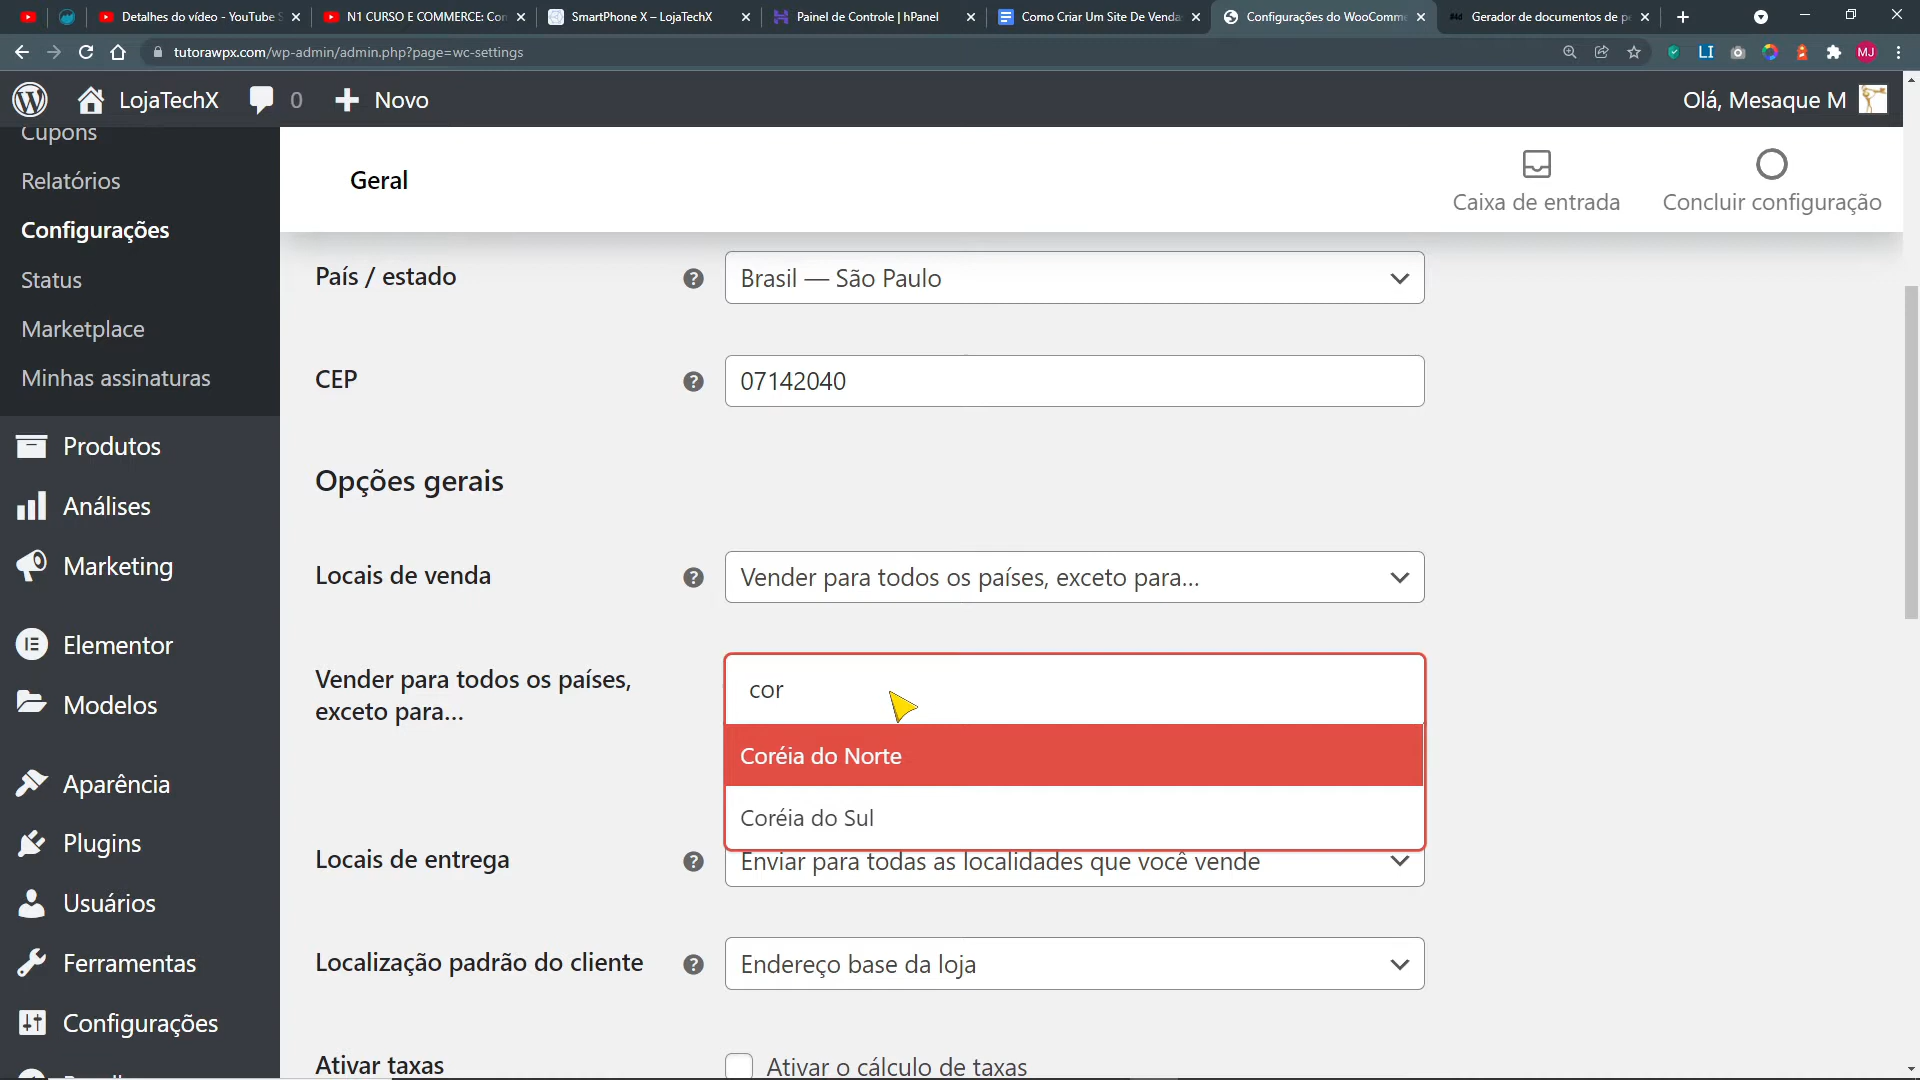 Detalhes do vídeo - YouTube S
N1 CURSO E COMMERCE: Con
SmartPhone X – LojaTechX
Painel de Controle | hPanel
Como Criar Um Site De Venda
Configurações do WooComme
Gerador de documentos de pe
tutorawpx.com/wp-admin/admin.php?page=wc-settings
LI
MJ
LojaTechX
0
Novo
Olá, Mesaque M
Cupons
Relatórios
Configurações
Status
Marketplace
Minhas assinaturas
Produtos
Análises
Marketing
Elementor
Modelos
Aparência
Plugins
Usuários
Ferramentas
Configurações
Geral
Caixa de entrada
Concluir configuração
País / estado
Brasil — São Paulo
CEP
07142040
Opções gerais
Locais de venda
Vender para todos os países, exceto para...
Vender para todos os países,
exceto para...
cor
Coréia do Norte
Coréia do Sul
Locais de entrega
Enviar para todas as localidades que você vende
Localização padrão do cliente
Endereço base da loja
Ativar taxas
Ativar o cálculo de taxas